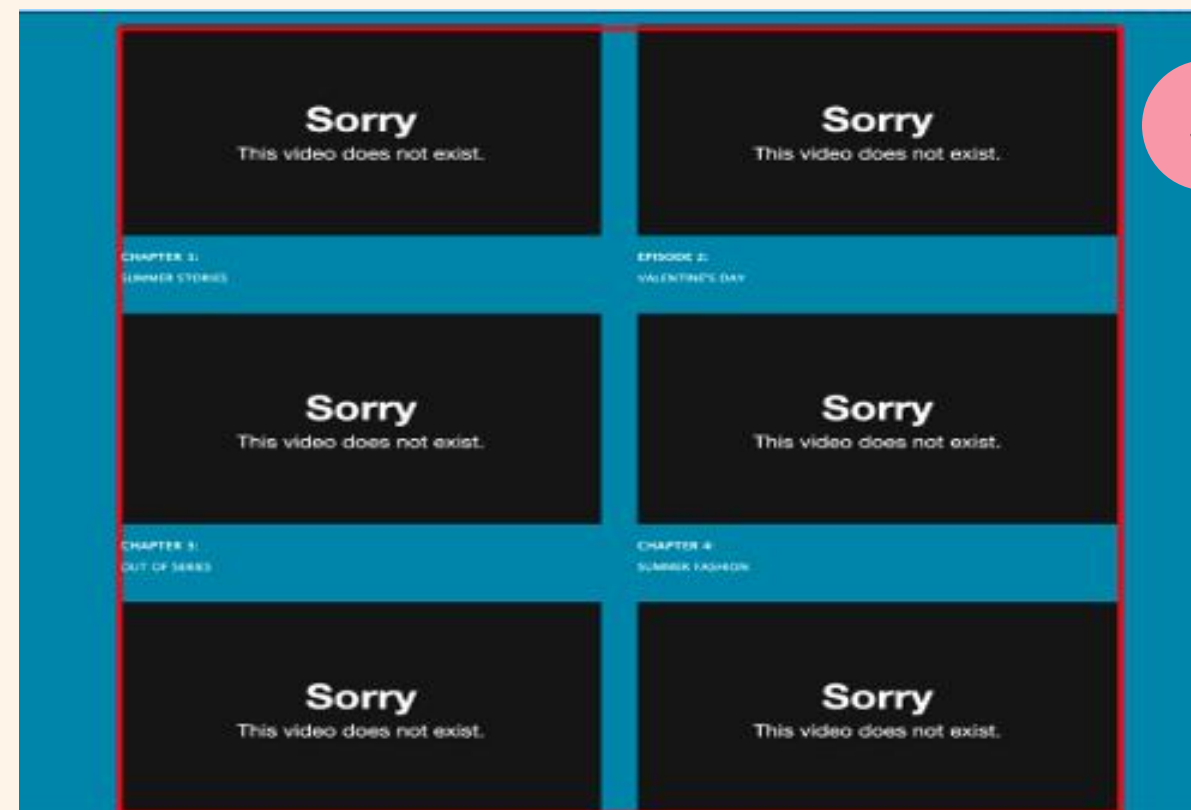 Sorry
This video does not exist.
Sorry
This video does not exist.
CHAPTER 1:
SUMMER STORIES
EPISODE 2:
VALENTINE'S DAY
Sorry
This video does not exist.
Sorry
This video does not exist.
CHAPTER 3:
OUT OF SERIES
CHAPTER 4:
SUMMER FASHION
Sorry
This video does not exist.
Sorry
This video does not exist.